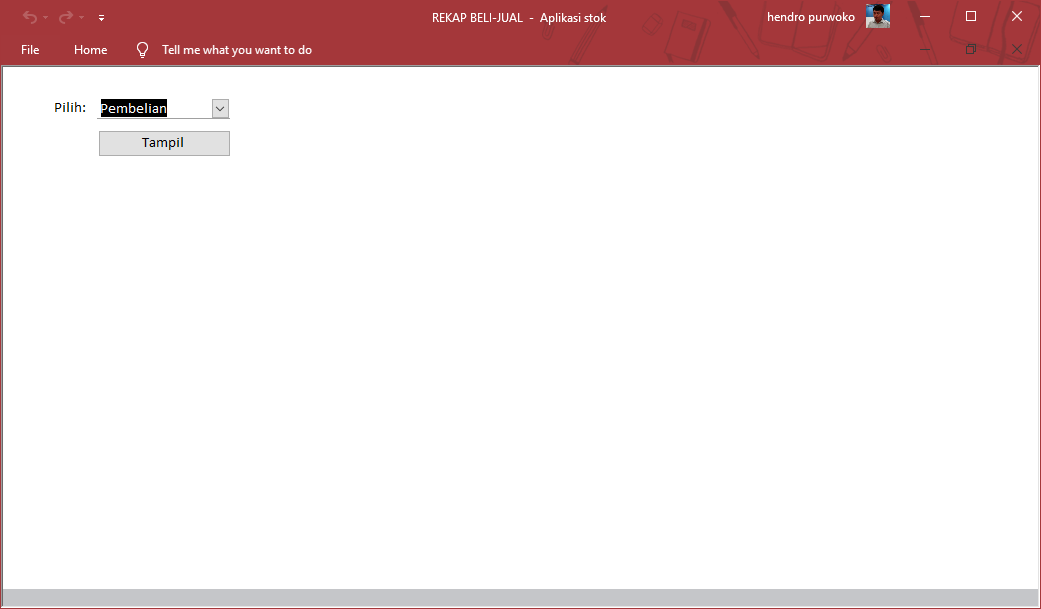 REKAP BELI-JUAL - Aplikasi stok
hendro purwoko
File Home Tell me what you want to do
Pilih: Pembelian
Tampil